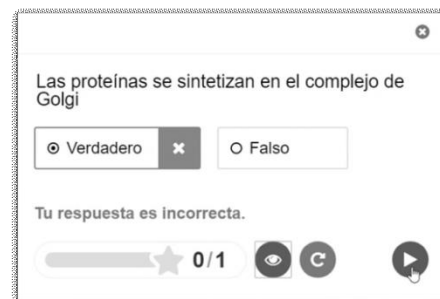 Las proteínas se sintetizan en el complejo de
Golgi
Verdadero
Falso
Tu respuesta es incorrecta.
0/1